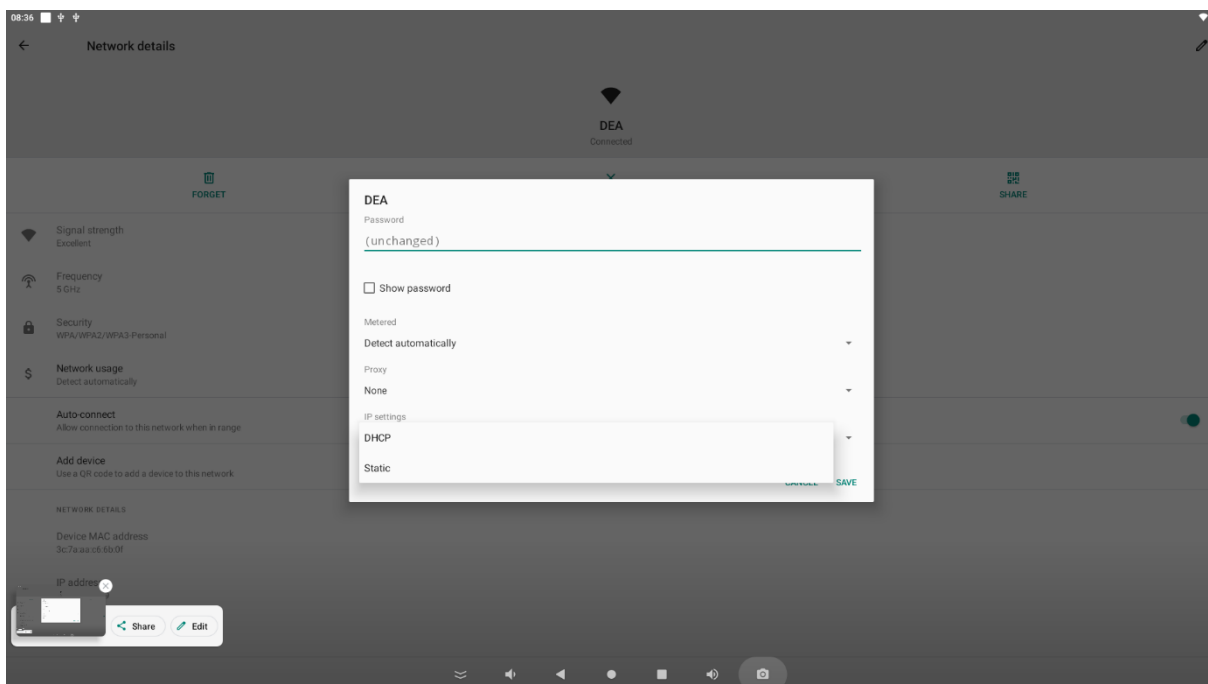 08:36
Network details
DEA
Connected
FORGET
SHARE
Signal strength
Excellent
Frequency
5 GHz
Security
WPA/WPA2/WPA3-Personal
Network usage
Detect automatically
Auto-connect
Allow connection to this network when in range
Add device
Use a QR code to add a device to this network
NETWORK DETAILS
Device MAC address
3c:7a:aa:c6:6b:0f
IP address
DEA
Password
(unchanged)
Show password
Metered
Detect automatically
Proxy
None
IP settings
DHCP
Static
CANCEL SAVE
Share Edit